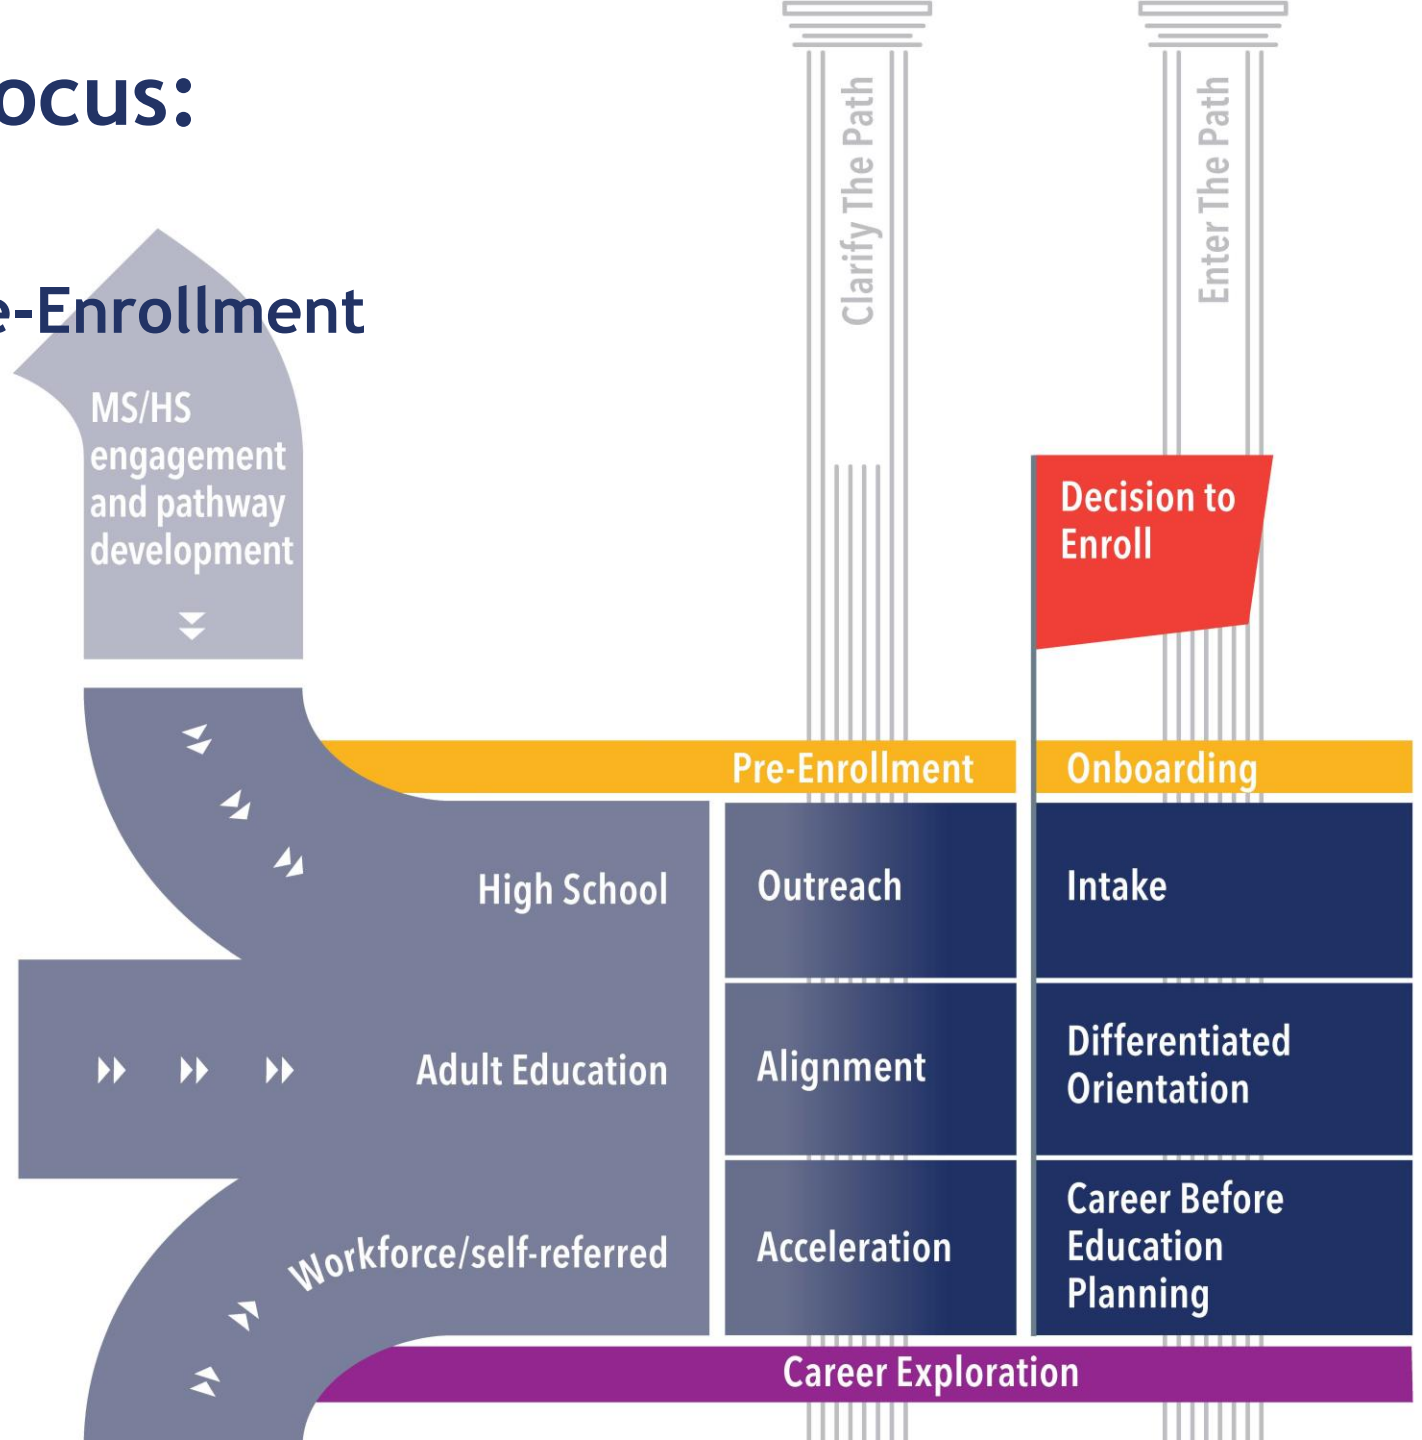 ocus:
e-Enrollment
Clarify The Path
Enter The Path
MS/HS
engagement
and pathway
development
Decision to
Enroll
Pre-Enrollment
Onboarding
High School
Outreach
Intake
Adult Education
Alignment
Differentiated
Orientation
Workforce/self-referred
Acceleration
Career Before
Education
Planning
Career Exploration